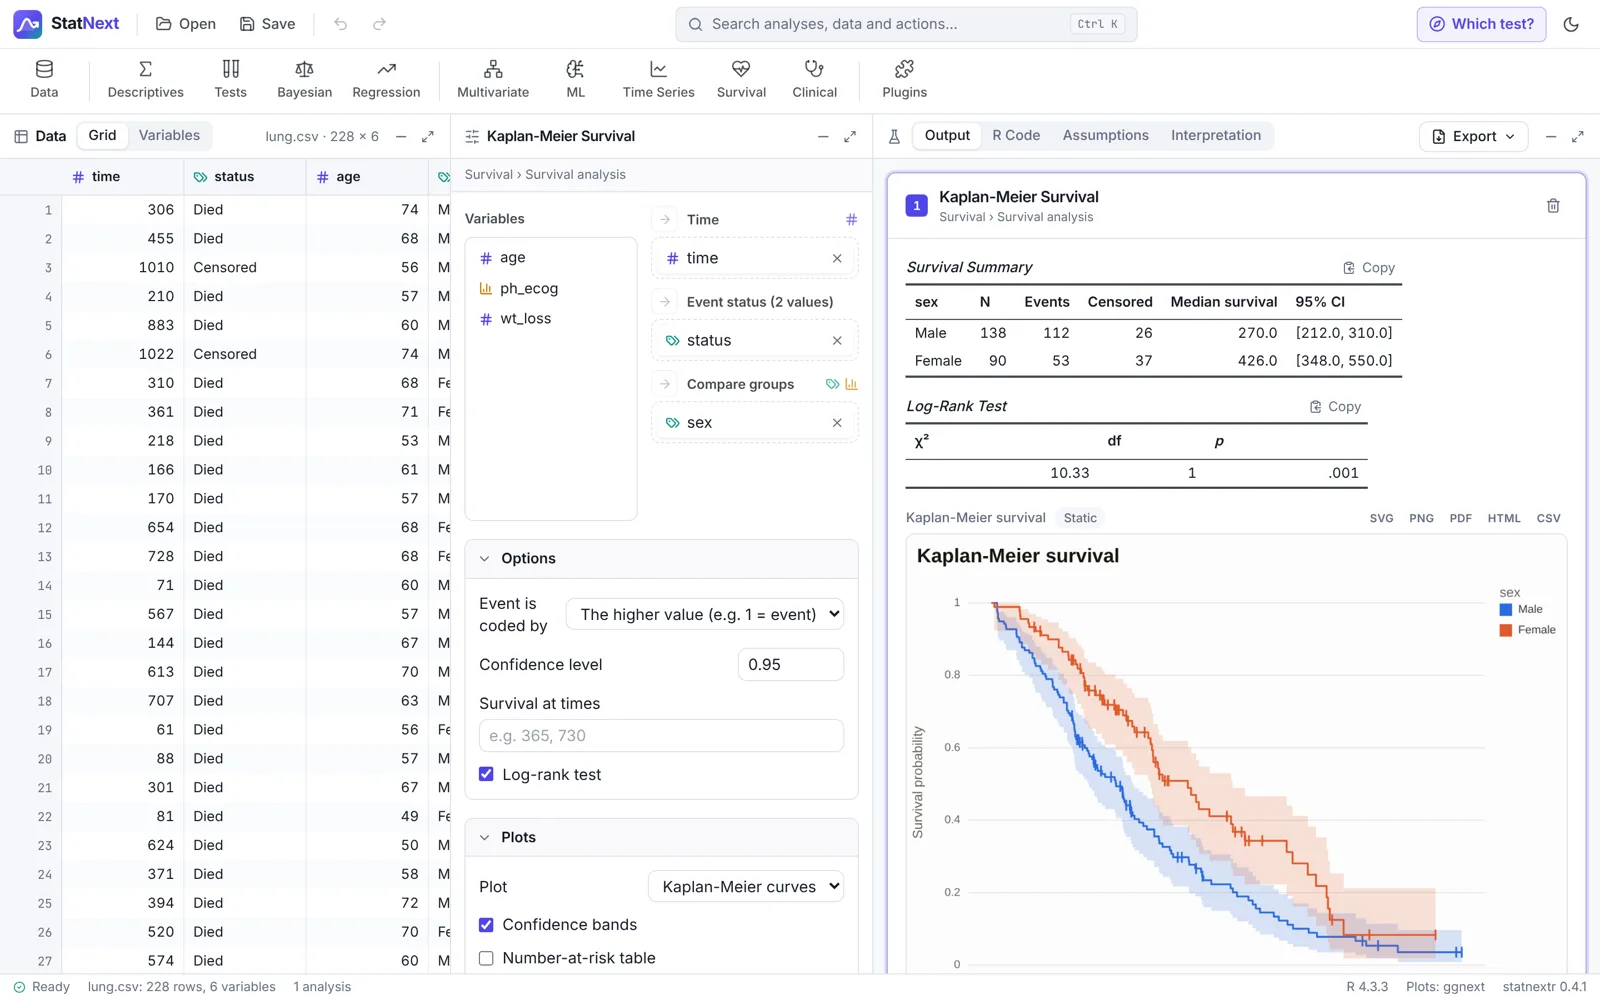 StatNext
Open
Save
Search analyses, data and actions...
Ctrl K
Which test?
Data
Descriptives
Tests
Bayesian
Regression
Multivariate
ML
Time Series
Survival
Clinical
Plugins
Data
Grid
Variables
lung.csv · 228 × 6
time status age
1 306 Died 74 M
2 455 Died 68 M
3 1010 Censored 56 M
4 210 Died 57 M
5 883 Died 60 M
6 1022 Censored 74 M
7 310 Died 68 Fe
8 361 Died 71 Fe
9 218 Died 53 M
10 166 Died 61 M
11 170 Died 57 M
12 654 Died 68 Fe
13 728 Died 68 Fe
14 71 Died 60 M
15 567 Died 57 M
16 144 Died 67 M
17 613 Died 70 M
18 707 Died 63 M
19 61 Died 56 Fe
20 88 Died 57 M
21 301 Died 67 M
22 81 Died 49 Fe
23 624 Died 50 M
24 371 Died 58 M
25 394 Died 72 M
26 520 Died 70 Fe
27 574 Died 60 M
Kaplan-Meier Survival
Survival › Survival analysis
Variables
age
ph_ecog
wt_loss
Time
time
Event status (2 values)
status
Compare groups
sex
Options
Event is
coded by
The higher value (e.g. 1 = event)
Confidence level
0.95
Survival at times
e.g. 365, 730
Log-rank test
Plots
Plot
Kaplan-Meier curves
Confidence bands
Number-at-risk table
Output
R Code
Assumptions
Interpretation
Export
1
Kaplan-Meier Survival
Survival › Survival analysis
Survival Summary
Copy
sex N Events Censored Median survival 95% CI
Male 138 112 26 270.0 [212.0, 310.0]
Female 90 53 37 426.0 [348.0, 550.0]
Log-Rank Test
Copy
χ² df p
10.33 1 .001
Kaplan-Meier survival
Static
SVG PNG PDF HTML CSV
Kaplan-Meier survival
sex
Male
Female
Survival probability
1
0.8
0.6
0.4
0.2
0
Ready
lung.csv: 228 rows, 6 variables
1 analysis
R 4.3.3
Plots: ggnext
statnextr 0.4.1